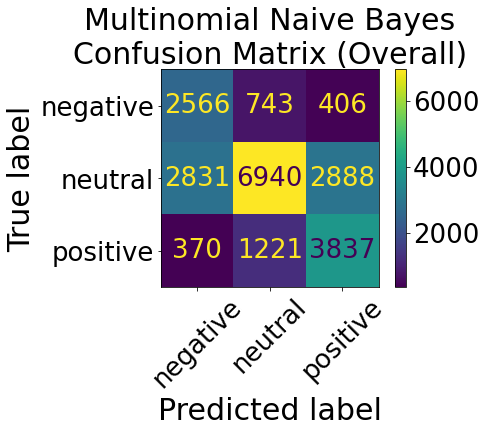 Multinomial Naive Bayes
Confusion Matrix (Overall)
True label
negative 2566 743 406
neutral 2831 6940 2888
positive 370 1221 3837
6000
4000
2000
negative neutral positive
Predicted label